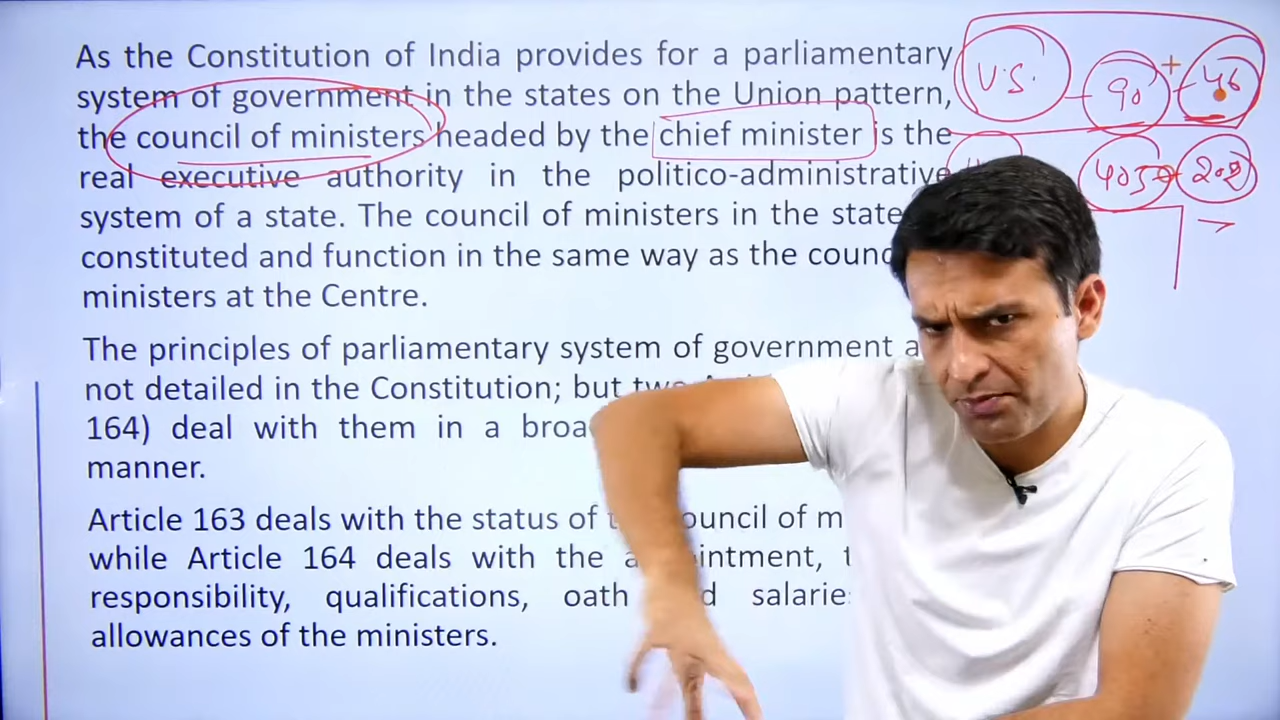 As the Constitution of India provides for a parliamentary
system of government in the states on the Union pattern,
the council of ministers headed by the chief minister is the
real executive authority in the politico-administrative
system of a state. The council of ministers in the state
constituted and function in the same way as the
ministers at the Centre.
The principles of parliamentary system of government
not detailed in the Constitution; but
164) deal with them in a
manner.
Article 163 deals with the status of
while Article 164 deals with the
responsibility, qualifications, oath
allowances of the ministers.
V.S. - 90 + 46
403 202